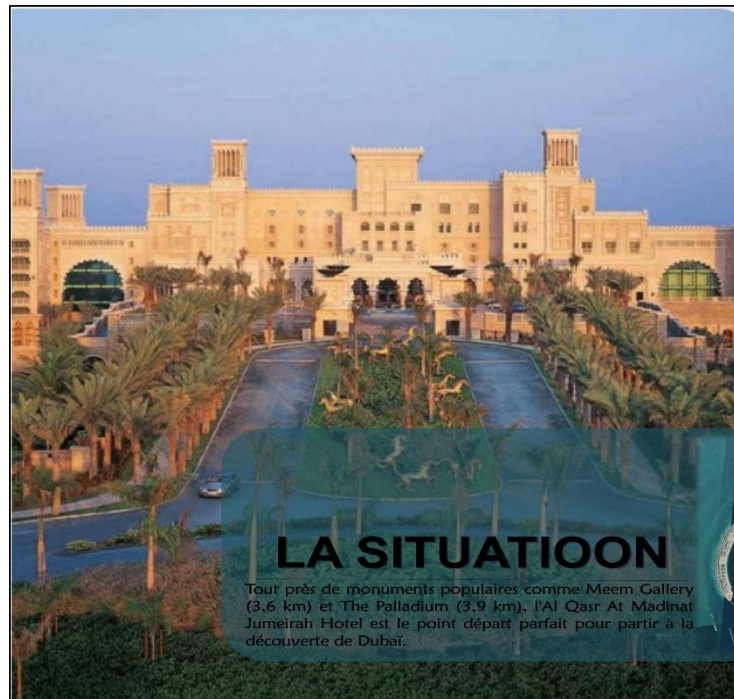 LA SITUATIOON
Tout près de monuments populaires comme Meem Gallery
(3,6 km) et The Palladium (3,9 km), l'Al Qasr At Madinat
Jumeirah Hotel est le point départ parfait pour partir à la
découverte de Dubaï.